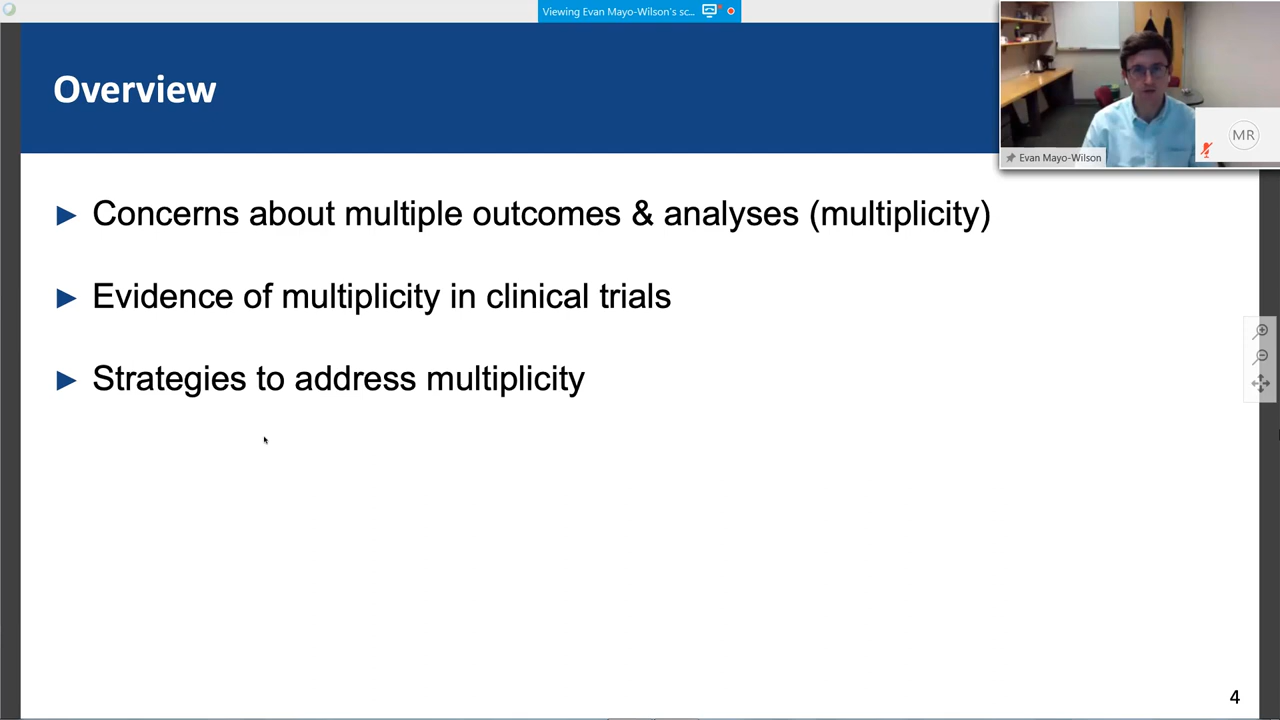 Viewing Evan Mayo-Wilson's sc...
Overview
MR
Evan Mayo-Wilson
► Concerns about multiple outcomes & analyses (multiplicity)
► Evidence of multiplicity in clinical trials
► Strategies to address multiplicity
4